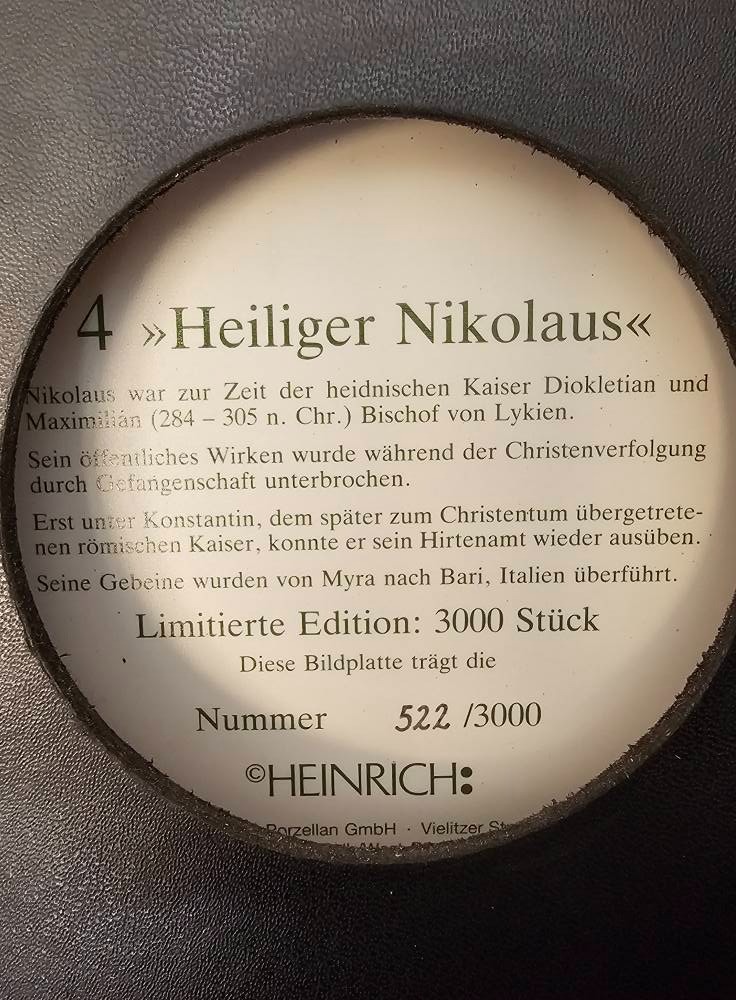 4 »Heiliger Nikolaus«
Nikolaus war zur Zeit der heidnischen Kaiser Diokletian und
Maximilian (284 – 305 n. Chr.) Bischof von Lykien.
Sein öffentliches Wirken wurde während der Christenverfolgung
durch Gefangenschaft unterbrochen.
Erst unter Konstantin, dem später zum Christentum übergetrete-
nen römischen Kaiser, konnte er sein Hirtenamt wieder ausüben.
Seine Gebeine wurden von Myra nach Bari, Italien überführt.
Limitierte Edition: 3000 Stück
Diese Bildplatte trägt die
Nummer 522 /3000
©HEINRICH:
Porzellan GmbH · Vielitzer